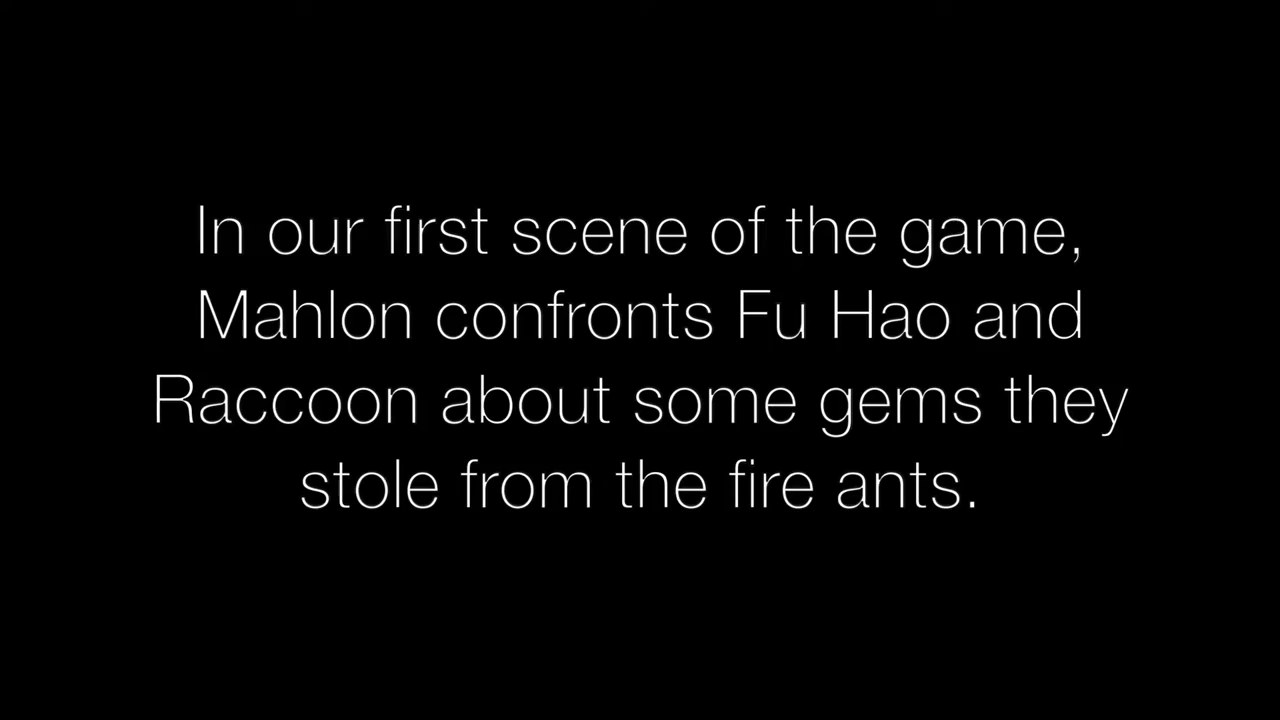 In our first scene of the game,
Mahlon confronts Fu Hao and
Raccoon about some gems they
stole from the fire ants.